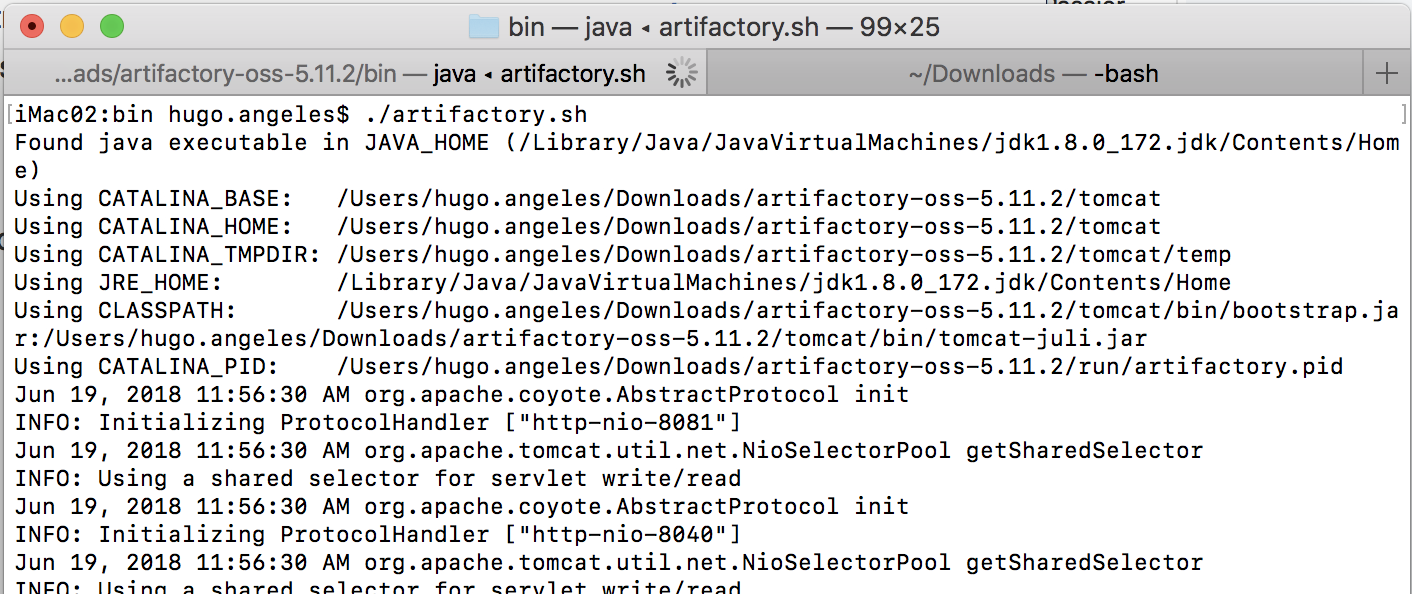 bin — java ◂ artifactory.sh — 99×25
...ads/artifactory-oss-5.11.2/bin — java ◂ artifactory.sh
~/Downloads — -bash
[iMac02:bin hugo.angeles$ ./artifactory.sh ]
Found java executable in JAVA_HOME (/Library/Java/JavaVirtualMachines/jdk1.8.0_172.jdk/Contents/Hom
e)
Using CATALINA_BASE:   /Users/hugo.angeles/Downloads/artifactory-oss-5.11.2/tomcat
Using CATALINA_HOME:   /Users/hugo.angeles/Downloads/artifactory-oss-5.11.2/tomcat
Using CATALINA_TMPDIR: /Users/hugo.angeles/Downloads/artifactory-oss-5.11.2/tomcat/temp
Using JRE_HOME:        /Library/Java/JavaVirtualMachines/jdk1.8.0_172.jdk/Contents/Home
Using CLASSPATH:       /Users/hugo.angeles/Downloads/artifactory-oss-5.11.2/tomcat/bin/bootstrap.ja
r:/Users/hugo.angeles/Downloads/artifactory-oss-5.11.2/tomcat/bin/tomcat-juli.jar
Using CATALINA_PID:    /Users/hugo.angeles/Downloads/artifactory-oss-5.11.2/run/artifactory.pid
Jun 19, 2018 11:56:30 AM org.apache.coyote.AbstractProtocol init
INFO: Initializing ProtocolHandler ["http-nio-8081"]
Jun 19, 2018 11:56:30 AM org.apache.tomcat.util.net.NioSelectorPool getSharedSelector
INFO: Using a shared selector for servlet write/read
Jun 19, 2018 11:56:30 AM org.apache.coyote.AbstractProtocol init
INFO: Initializing ProtocolHandler ["http-nio-8040"]
Jun 19, 2018 11:56:30 AM org.apache.tomcat.util.net.NioSelectorPool getSharedSelector
INFO: Using a shared selector for servlet write/read